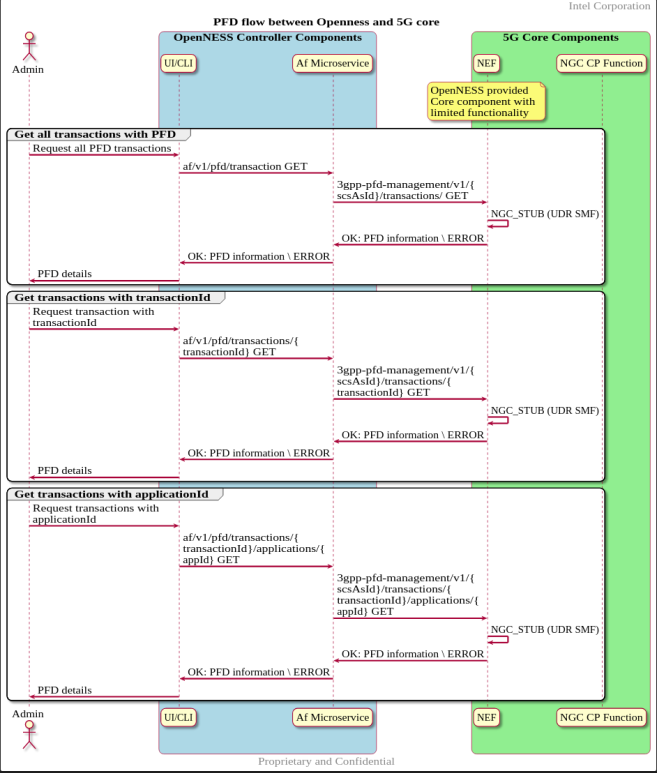 Intel Corporation
PFD flow between Openness and 5G core
OpenNESS Controller Components
5G Core Components
Admin
UI/CLI
Af Microservice
NEF
NGC CP Function
OpenNESS provided
Core component with
limited functionality
Get all transactions with PFD
Request all PFD transactions
af/v1/pfd/transaction GET
3gpp-pfd-management/v1/{
scsAsId}/transactions/ GET
NGC_STUB (UDR SMF)
OK: PFD information \ ERROR
OK: PFD information \ ERROR
PFD details
Get transactions with transactionId
Request transaction with
transactionId
af/v1/pfd/transactions/{
transactionId} GET
3gpp-pfd-management/v1/{
scsAsId}/transactions/{
transactionId} GET
NGC_STUB (UDR SMF)
OK: PFD information \ ERROR
OK: PFD information \ ERROR
PFD details
Get transactions with applicationId
Request transactions with
applicationId
af/v1/pfd/transactions/{
transactionId}/applications/{
appId} GET
3gpp-pfd-management/v1/{
scsAsId}/transactions/{
transactionId}/applications/{
appId} GET
NGC_STUB (UDR SMF)
OK: PFD information \ ERROR
OK: PFD information \ ERROR
PFD details
Admin
UI/CLI
Af Microservice
NEF
NGC CP Function
Proprietary and Confidential